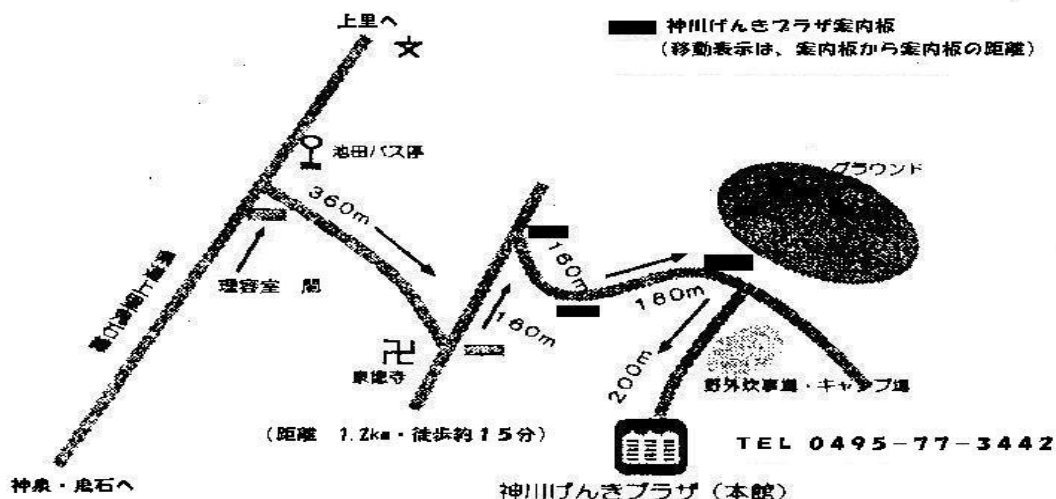 上里へ
神川げんきプラザ案内板
(移動表示は、案内板から案内板の距離)
池田バス停
グラウンド
360m
160m
理容室 関
180m
160m
200m
野外炊事場・キャンプ場
(距離 1.2km・徒歩約15分)
TEL 0495-77-3442
神泉・鬼石へ
神川げんきプラザ(本館)